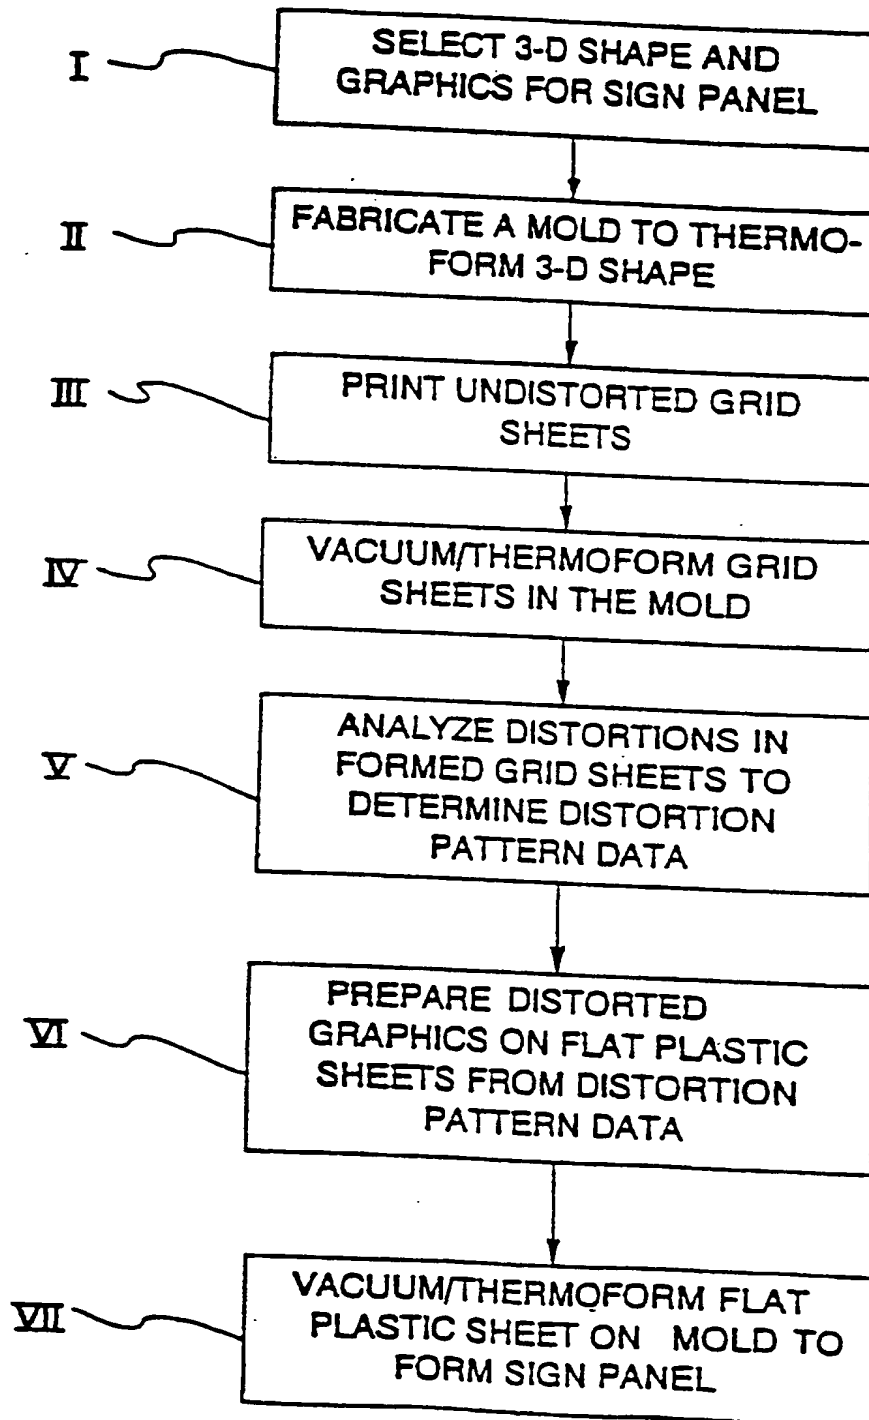 I
SELECT 3-D SHAPE AND
GRAPHICS FOR SIGN PANEL
II
FABRICATE A MOLD TO THERMO-
FORM 3-D SHAPE
III
PRINT UNDISTORTED GRID
SHEETS
IV
VACUUM/THERMOFORM GRID
SHEETS IN THE MOLD
V
ANALYZE DISTORTIONS IN
FORMED GRID SHEETS TO
DETERMINE DISTORTION
PATTERN DATA
VI
PREPARE DISTORTED
GRAPHICS ON FLAT PLASTIC
SHEETS FROM DISTORTION
PATTERN DATA
VII
VACUUM/THERMOFORM FLAT
PLASTIC SHEET ON MOLD TO
FORM SIGN PANEL